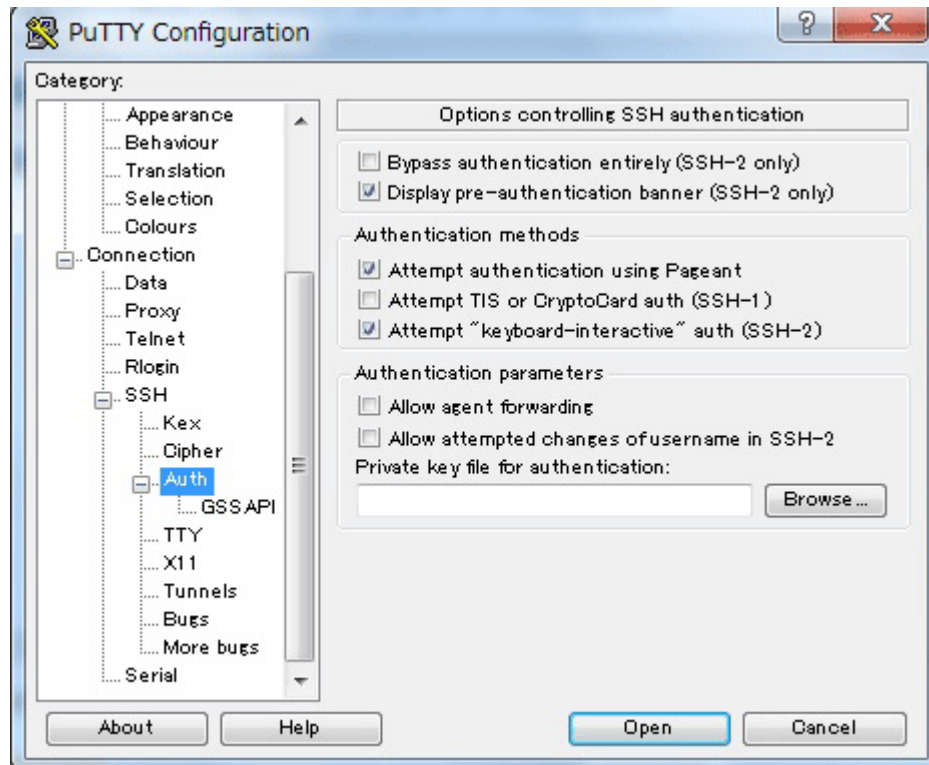 PuTTY Configuration
Category:
Appearance
Behaviour
Translation
Selection
Colours
Connection
Data
Proxy
Telnet
Rlogin
SSH
Kex
Cipher
Auth
GSSAPI
TTY
X11
Tunnels
Bugs
More bugs
Serial
Options controlling SSH authentication
Bypass authentication entirely (SSH-2 only)
Display pre-authentication banner (SSH-2 only)
Authentication methods
Attempt authentication using Pageant
Attempt TIS or CryptoCard auth (SSH-1)
Attempt "keyboard-interactive" auth (SSH-2)
Authentication parameters
Allow agent forwarding
Allow attempted changes of username in SSH-2
Private key file for authentication:
Browse...
About
Help
Open
Cancel